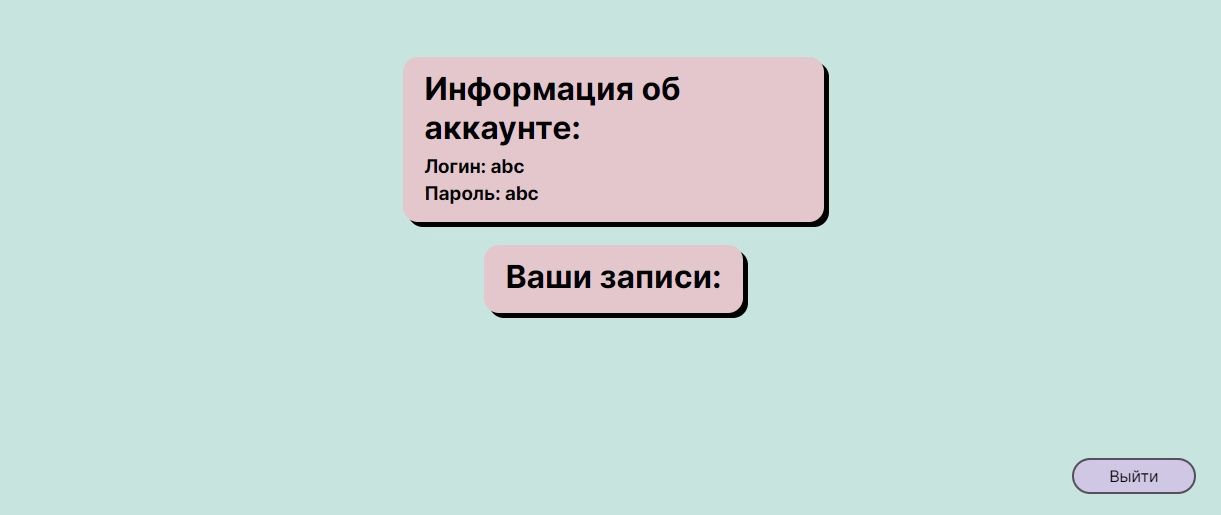 Информация об
аккаунте:
Логин: abc
Пароль: abc
Ваши записи:
Выйти